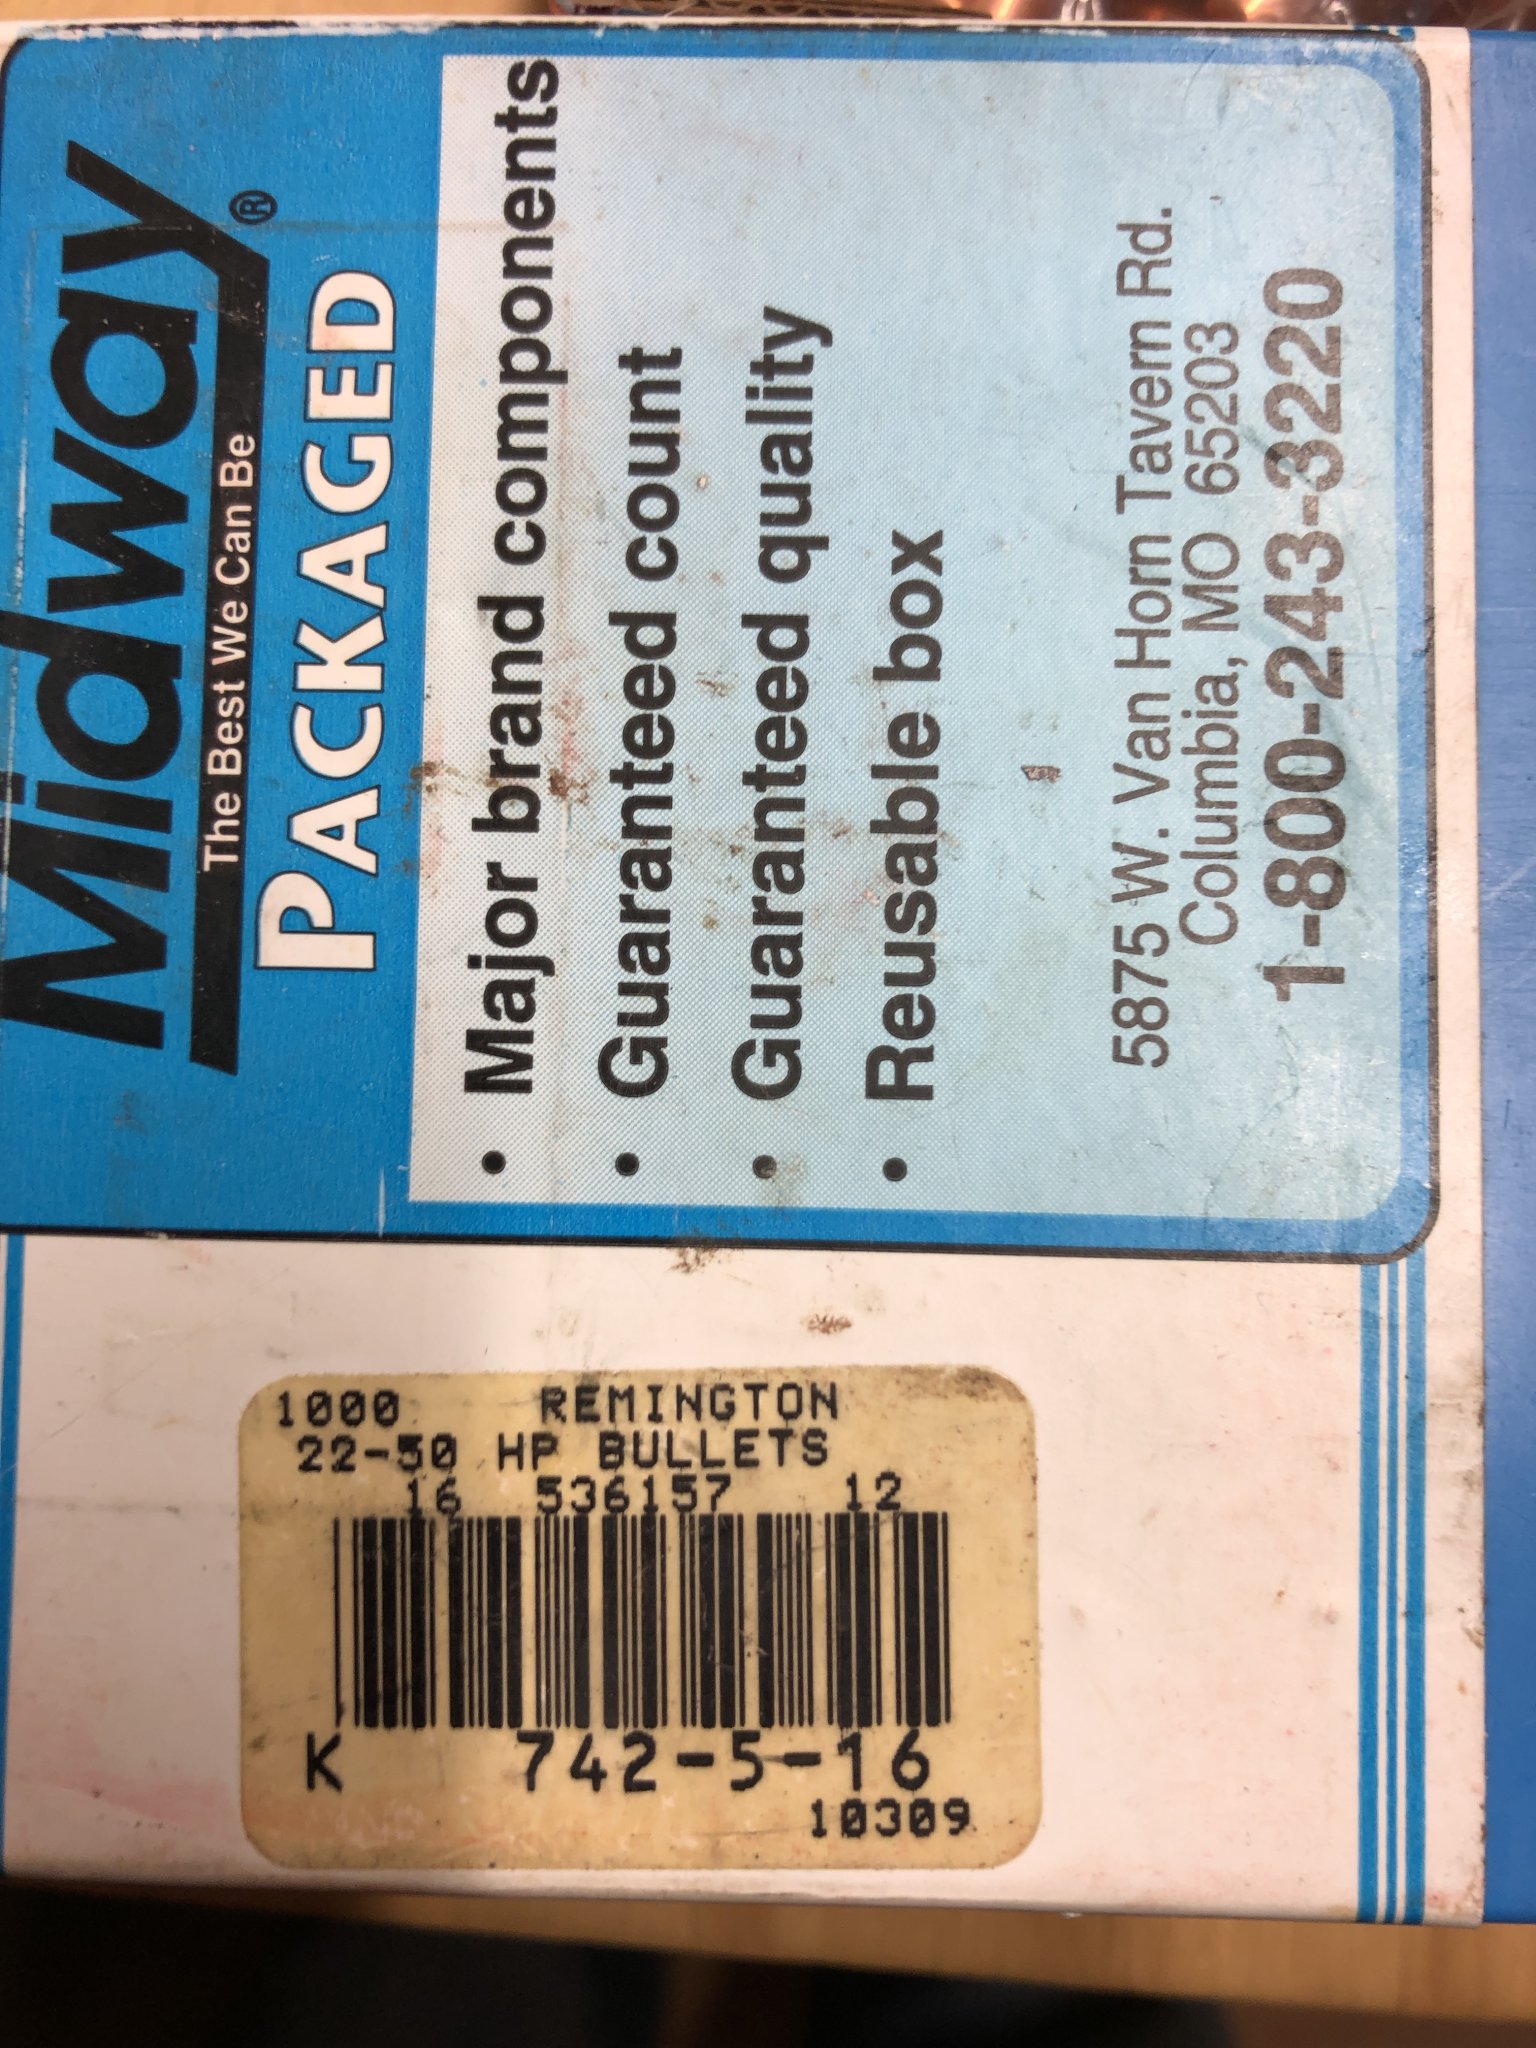 Midway®
The Best We Can Be
PACKAGED
• Major brand components
• Guaranteed count
• Guaranteed quality
• Reusable box
5875 W. Van Horn Tavern Rd.
Columbia, MO 65203
1-800-243-3220
1000 REMINGTON
22-50 HP BULLETS
16 536157 12
K 742-5-16
10309